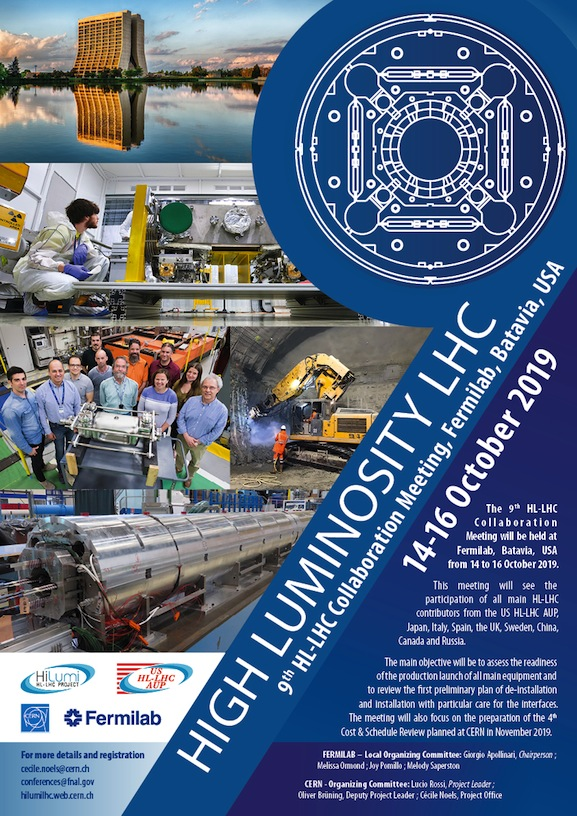 HIGH LUMINOSITY LHC
9th HL-LHC Collaboration Meeting, Fermilab, Batavia, USA
14-16 October 2019
The 9th HL-LHC
Collaboration
Meeting will be held at
Fermilab, Batavia, USA
from 14 to 16 October 2019.
This meeting will see the
participation of all main HL-LHC
contributors from the US HL-LHC AUP,
Japan, Italy, Spain, the UK, Sweden, China,
Canada and Russia.
The main objective will be to assess the readiness
of the production launch of all main equipment and
to review the first preliminary plan of de-installation
and installation with particular care for the interfaces.
The meeting will also focus on the preparation of the 4th
Cost & Schedule Review planned at CERN in November 2019.
FERMILAB – Local Organizing Committee: Giorgio Apollinari, Chairperson ;
Melissa Ormond ; Joy Pomillo ; Melody Saperston
CERN - Organizing Committee: Lucio Rossi, Project Leader ;
Oliver Brüning, Deputy Project Leader ; Cécile Noels, Project Office
HiLumi
HL-LHC PROJECT
US
HL-LHC
AUP
CERN
Fermilab
For more details and registration
cecile.noels@cern.ch
conferences@fnal.gov
hilumilhc.web.cern.ch